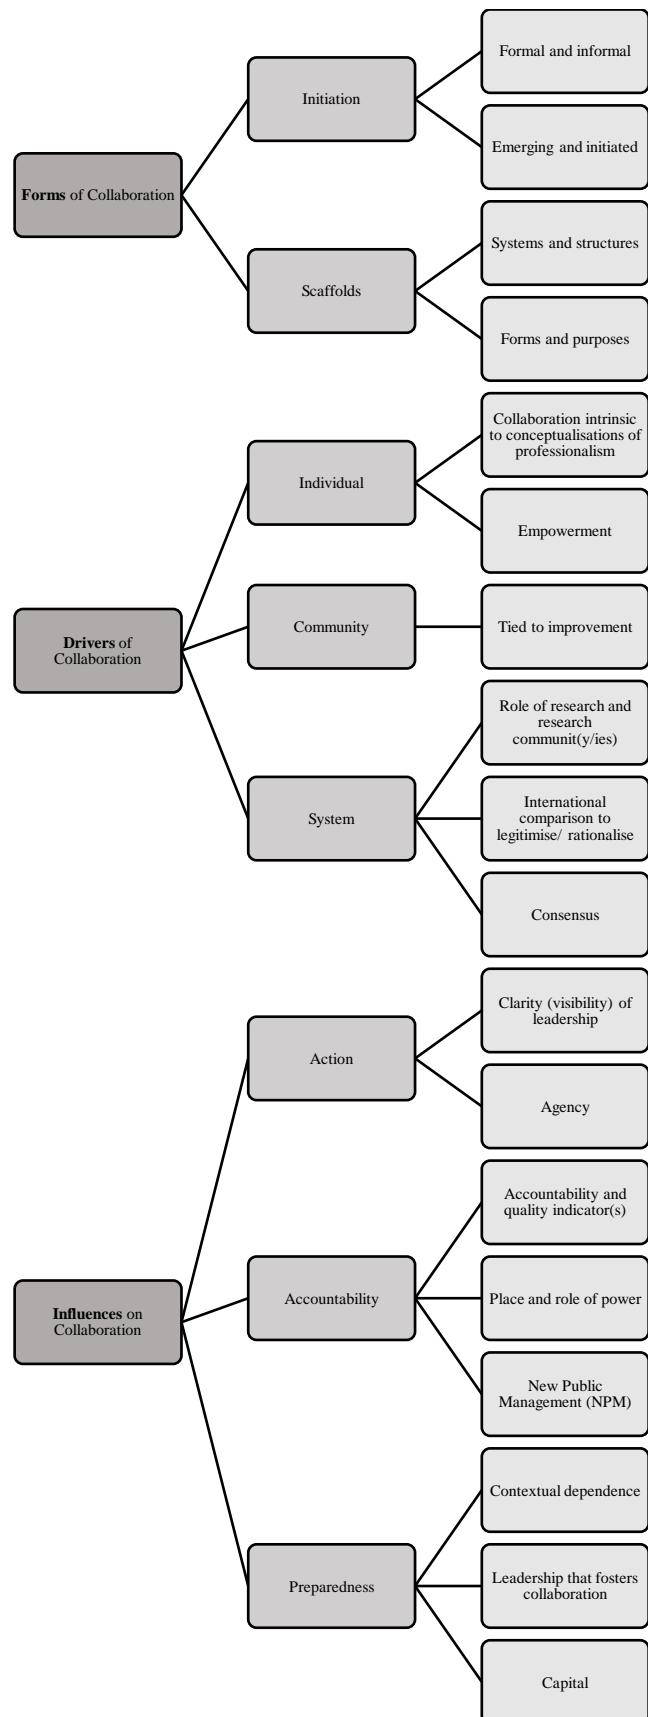 Forms of Collaboration
Initiation
Formal and informal
Emerging and initiated
Scaffolds
Systems and structures
Forms and purposes
Drivers of
Collaboration
Individual
Collaboration intrinsic
to conceptualisations of
professionalism
Empowerment
Community
Tied to improvement
System
Role of research and
research
communit(y/ies)
International
comparison to
legitimise/ rationalise
Consensus
Influences on
Collaboration
Action
Clarity (visibility) of
leadership
Agency
Accountability
Accountability and
quality indicator(s)
Place and role of power
New Public
Management (NPM)
Preparedness
Contextual dependence
Leadership that fosters
collaboration
Capital